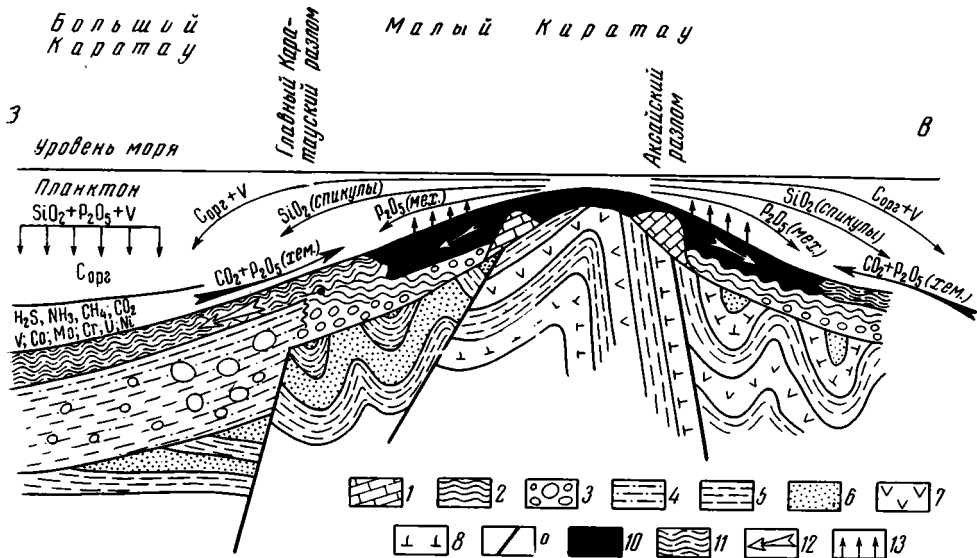 Большой
Каратау
Малый Каратау
Главный Кара-
тауский разлом
Аксайский
разлом
З
В
Уровень моря
Планктон
SiO₂+P₂O₅+V
Cорг
Cорг+V
SiO₂(спикулы)
P₂O₅(мех.)
CO₂+P₂O₅(хем.)
SiO₂(спикулы)
Cорг+V
P₂O₅(мех.)
CO₂+P₂O₅(хем.)
H₂S, NH₃, CH₄, CO₂
V; Co; Mo; Cr; U; Ni
1
2
3
4
5
6
7
8
10
11
12
13